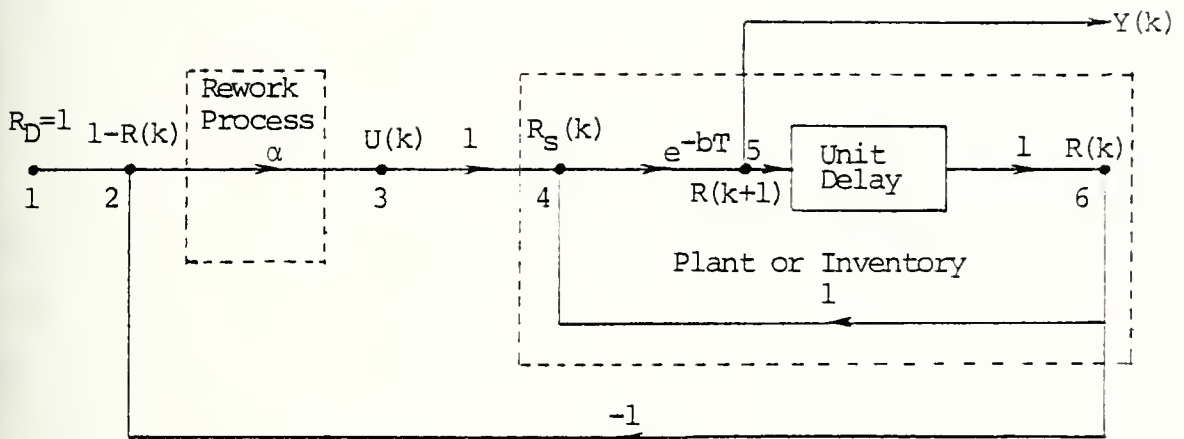 Y(k)
Rework
Process
R_D=1
1-R(k)
α
U(k)
1
R_s(k)
e^-bT
5
R(k+1)
Unit
Delay
1
R(k)
1
2
3
4
6
Plant or Inventory
1
-1